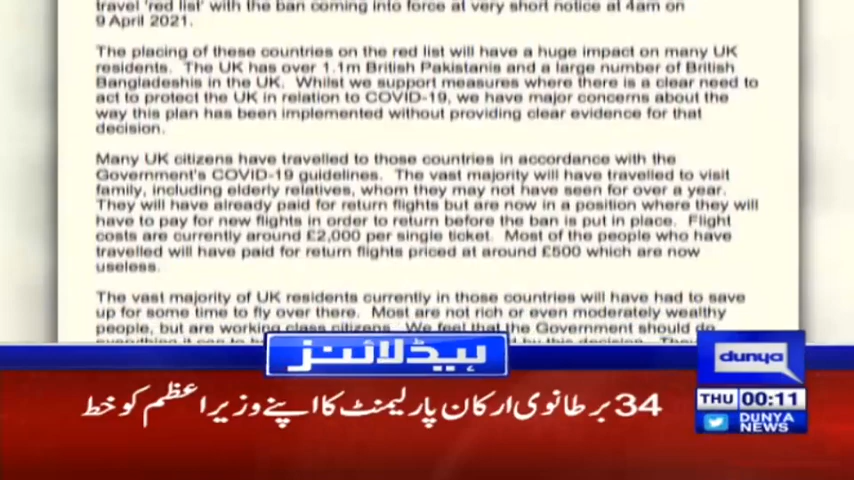 travel 'red list' with the ban coming into force at very short notice at 4am on
9 April 2021.
The placing of these countries on the red list will have a huge impact on many UK
residents. The UK has over 1.1m British Pakistanis and a large number of British
Bangladeshis in the UK. Whilst we support measures where there is a clear need to
act to protect the UK in relation to COVID-19, we have major concerns about the
way this plan has been implemented without providing clear evidence for that
decision.
Many UK citizens have travelled to those countries in accordance with the
Government's COVID-19 guidelines. The vast majority will have travelled to visit
family, including elderly relatives, whom they may not have seen for over a year.
They will have already paid for return flights but are now in a position where they will
have to pay for new flights in order to return before the ban is put in place. Flight
costs are currently around £2,000 per single ticket. Most of the people who have
travelled will have paid for return flights priced at around £500 which are now
useless.
The vast majority of UK residents currently in those countries will have had to save
up for some time to fly over there. Most are not rich or even moderately wealthy
people, but are working class citizens. We feel that the Government should do
ہیڈلائنز
34 برطانوی ارکان پارلیمنٹ کا اپنے وزیراعظم کو خط
dunya
THU 00:11
DUNYA
NEWS